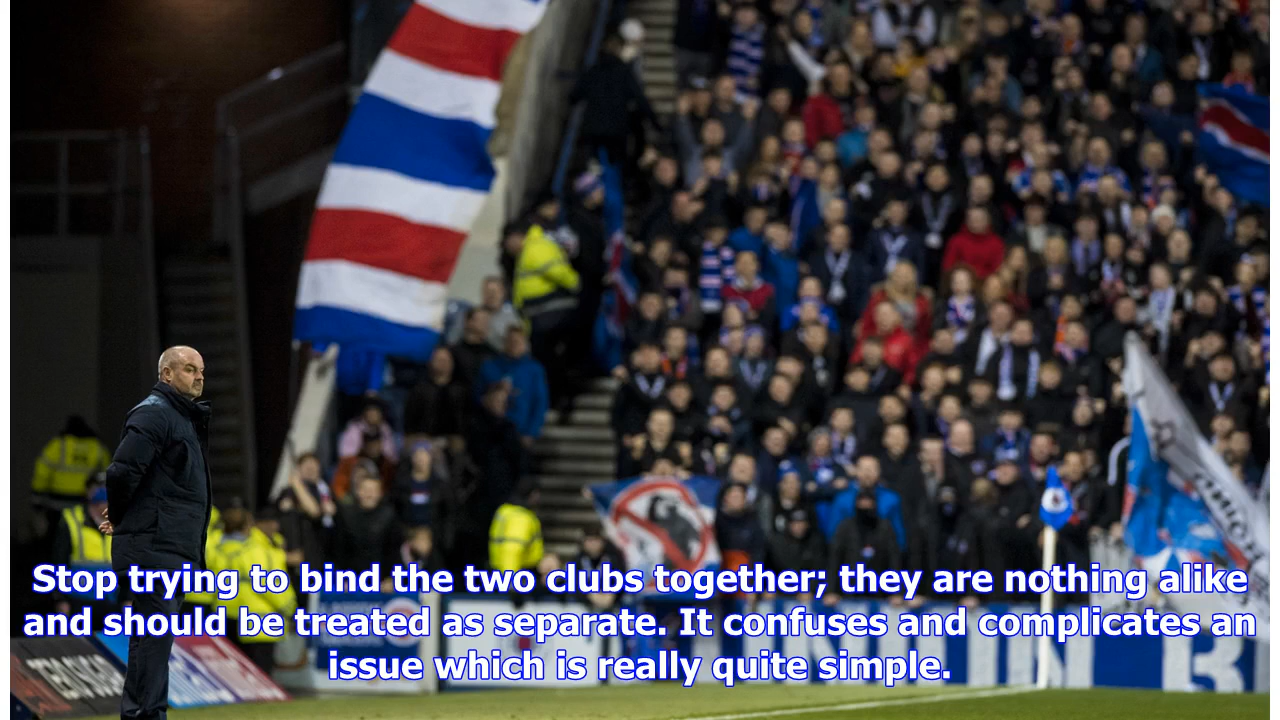 Stop trying to bind the two clubs together; they are nothing alike
and should be treated as separate. It confuses and complicates an
issue which is really quite simple.